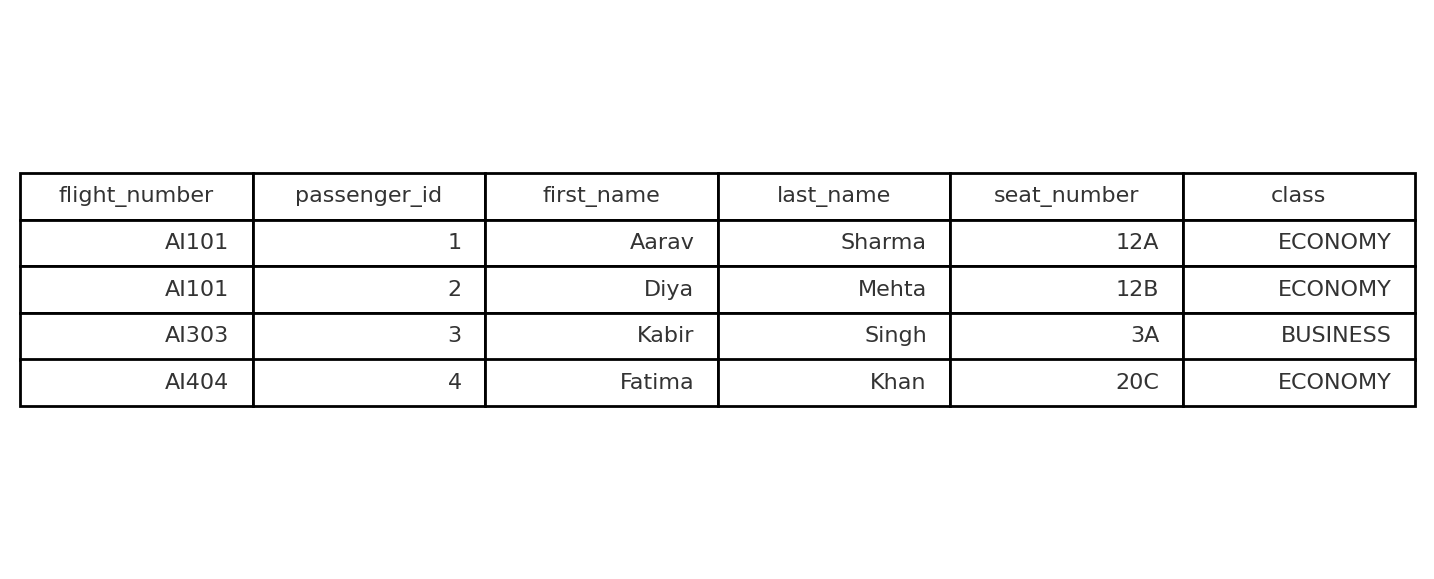 flight_number passenger_id first_name last_name seat_number class
AI101 1 Aarav Sharma 12A ECONOMY
AI101 2 Diya Mehta 12B ECONOMY
AI303 3 Kabir Singh 3A BUSINESS
AI404 4 Fatima Khan 20C ECONOMY